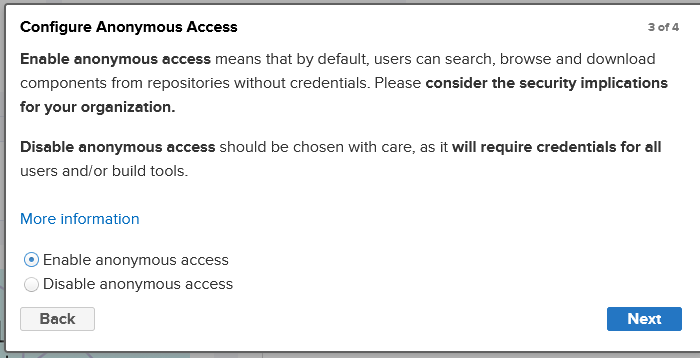 Configure Anonymous Access
3 of 4
Enable anonymous access means that by default, users can search, browse and download
components from repositories without credentials. Please consider the security implications
for your organization.
Disable anonymous access should be chosen with care, as it will require credentials for all
users and/or build tools.
More information
Enable anonymous access
Disable anonymous access
Back
Next